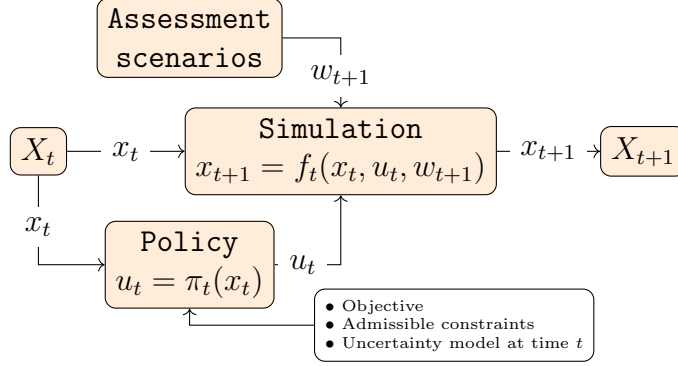 Assessment
scenarios
w_{t+1}
Simulation
x_{t+1} = f_t(x_t, u_t, w_{t+1})
X_t
x_t
x_{t+1}
X_{t+1}
x_t
Policy
u_t = π_t(x_t)
u_t
• Objective
• Admissible constraints
• Uncertainty model at time t